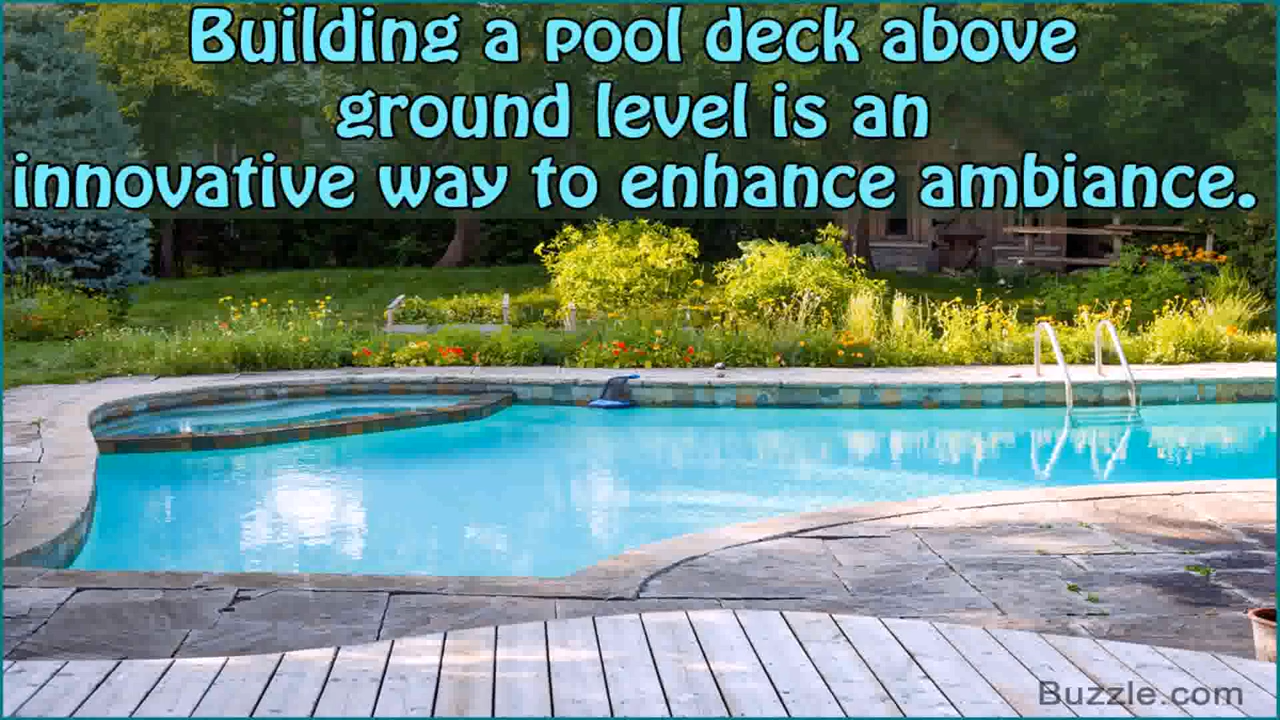 Building a pool deck above
ground level is an
innovative way to enhance ambiance.
Buzzle.com